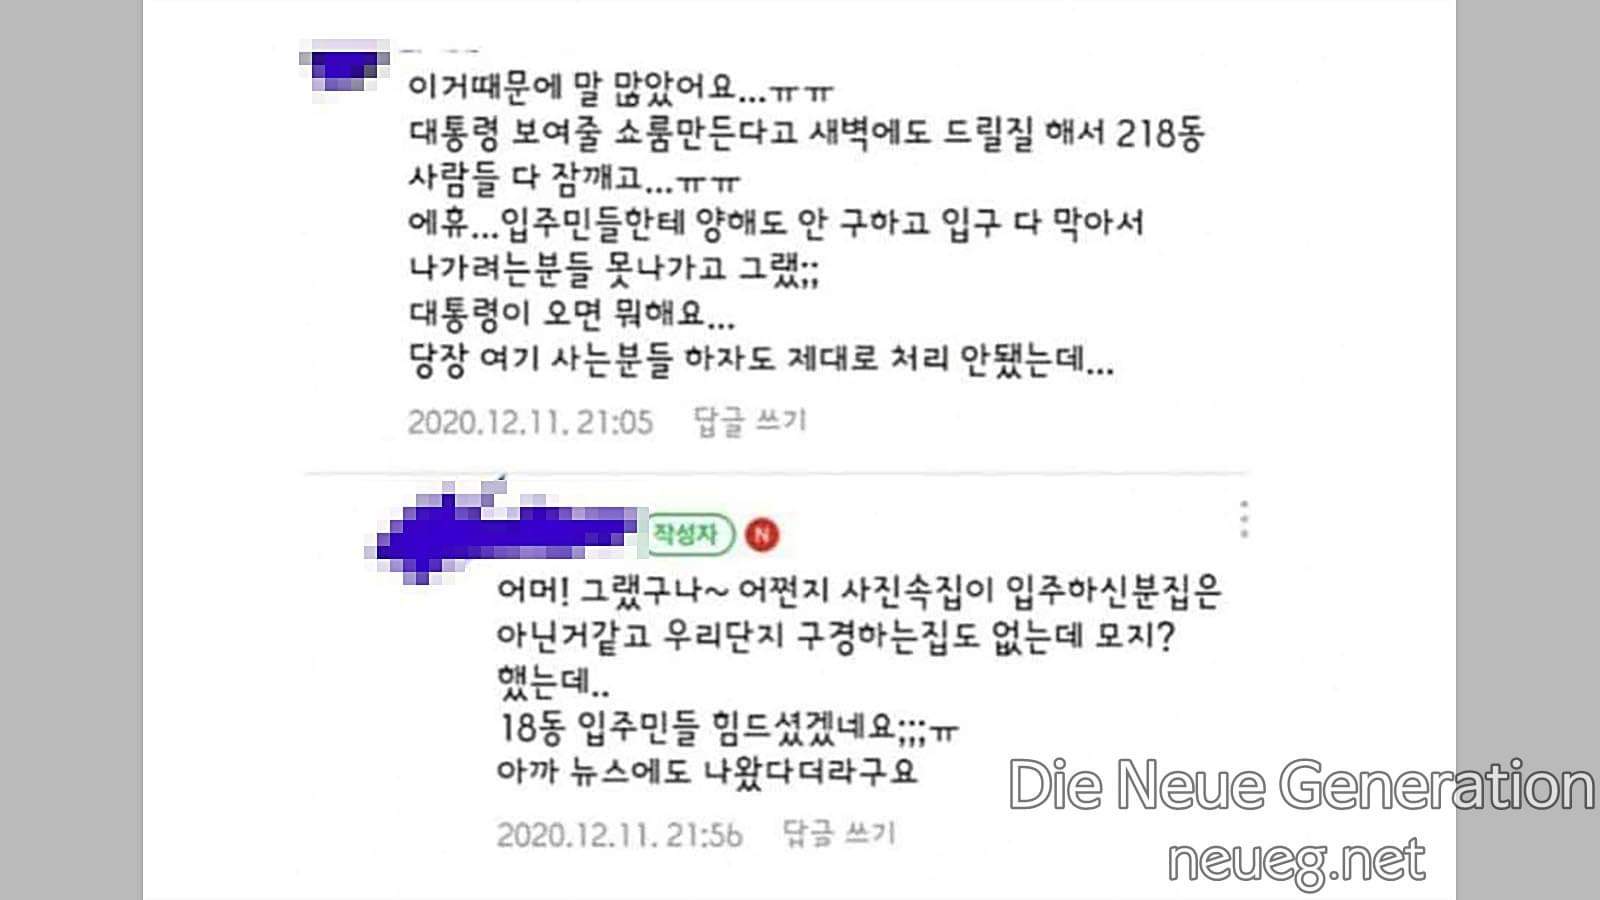 이거때문에 말 많았어요...ㅠㅠ
대통령 보여줄 쇼룸만든다고 새벽에도 드릴질 해서 218동
사람들 다 잠깨고...ㅠㅠ
에휴...입주민들한테 양해도 안 구하고 입구 다 막아서
나가려는분들 못나가고 그랬;;
대통령이 오면 뭐해요...
당장 여기 사는분들 하자도 제대로 처리 안됐는데...
2020.12.11. 21:05 답글 쓰기
작성자 N
어머! 그랬구나~ 어쩐지 사진속집이 입주하신분집은
아닌거같고 우리단지 구경하는집도 없는데 모지?
했는데..
18동 입주민들 힘드셨겠네요;;;ㅠ
아까 뉴스에도 나왔다더라구요
2020.12.11. 21:56 답글 쓰기
Die Neue Generation
neueg.net